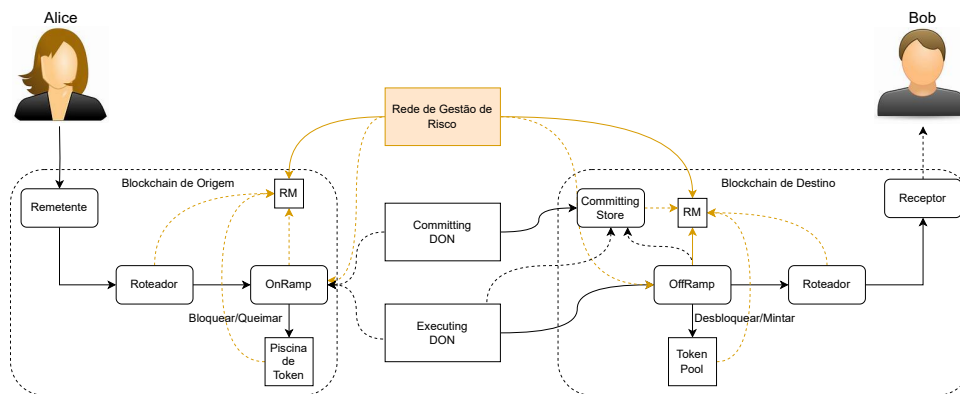 Alice
Bob
Rede de Gestão de
Risco
Blockchain de Origem
Blockchain de Destino
RM
Remetente
Committing
DON
Committing
Store
RM
Receptor
Roteador
OnRamp
OffRamp
Roteador
Bloquear/Queimar
Executing
DON
Desbloquear/Mintar
Piscina
de
Token
Token
Pool